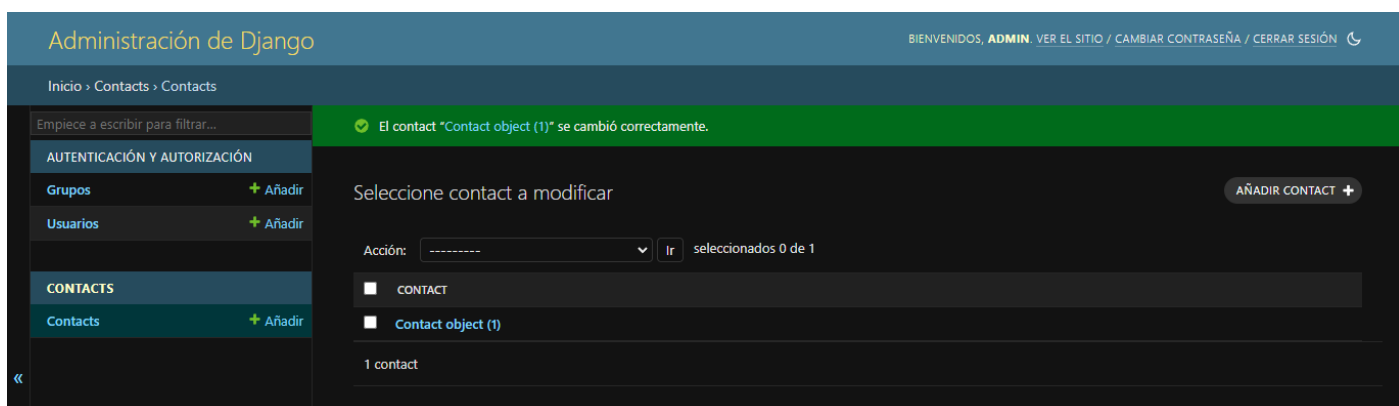 Administración de Django
BIENVENIDOS, ADMIN. VER EL SITIO / CAMBIAR CONTRASEÑA / CERRAR SESIÓN
Inicio › Contacts › Contacts
Empiece a escribir para filtrar...
AUTENTICACIÓN Y AUTORIZACIÓN
Grupos + Añadir
Usuarios + Añadir
CONTACTS
Contacts + Añadir
«
El contact “Contact object (1)” se cambió correctamente.
Seleccione contact a modificar
AÑADIR CONTACT +
Acción: --------- Ir seleccionados 0 de 1
CONTACT
Contact object (1)
1 contact